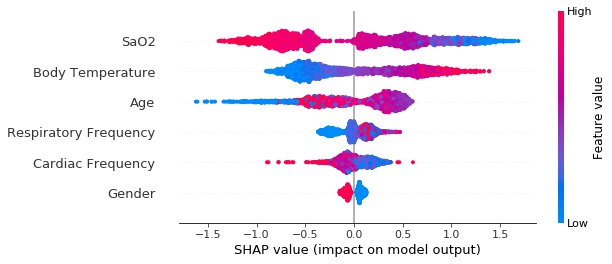 High
SaO2
Body Temperature
Age
Respiratory Frequency
Cardiac Frequency
Gender
Low
Feature value
−1.5 −1.0 −0.5 0.0 0.5 1.0 1.5
SHAP value (impact on model output)